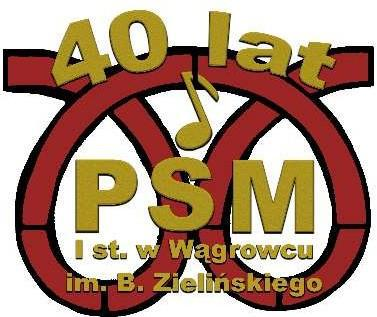 40 lat
PSM
I st. w Wągrowcu
im. B. Zielińskiego